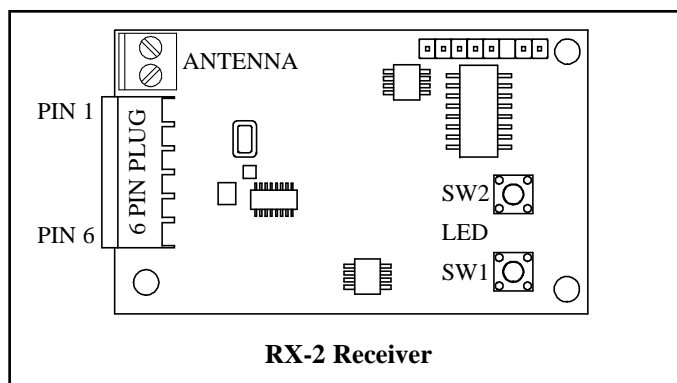 ANTENNA
PIN 1
6 PIN PLUG
SW2
PIN 6
LED
SW1
RX-2 Receiver